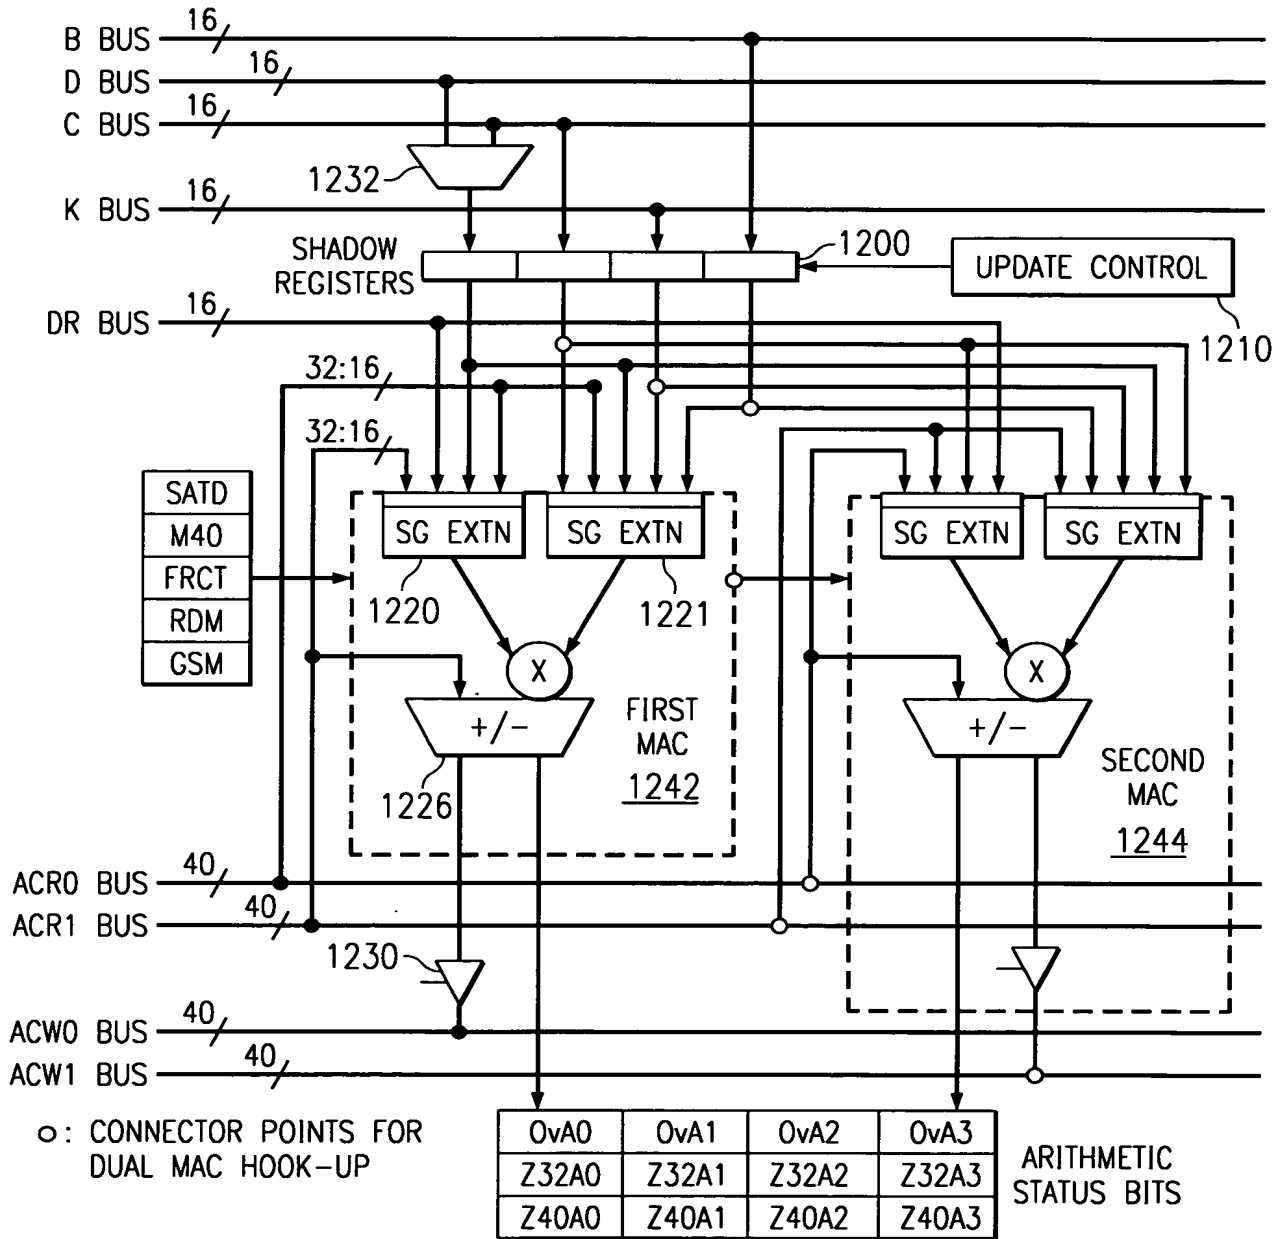 B BUS 16
D BUS 16
C BUS 16
1232
K BUS 16
SHADOW
REGISTERS
1200
UPDATE CONTROL
1210
DR BUS 16
32:16
32:16
SATD
M40
FRCT
RDM
GSM
SG EXTN
SG EXTN
SG EXTN
SG EXTN
1220
1221
X
X
+/-
+/-
FIRST
MAC
1242
1226
SECOND
MAC
1244
ACR0 BUS 40
ACR1 BUS 40
1230
ACW0 BUS 40
ACW1 BUS 40
o: CONNECTOR POINTS FOR
DUAL MAC HOOK-UP
OvA0 OvA1 OvA2 OvA3
Z32A0 Z32A1 Z32A2 Z32A3
Z40A0 Z40A1 Z40A2 Z40A3
ARITHMETIC
STATUS BITS